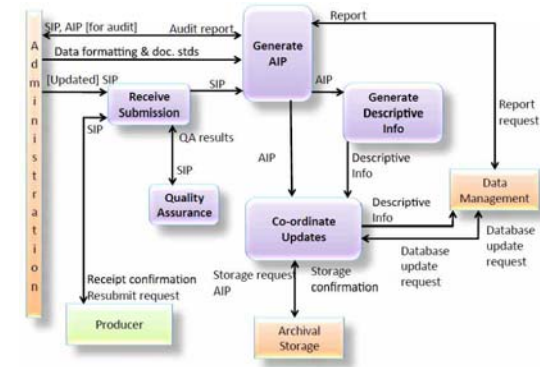 SIP, AIP [for audit]
Audit report
Report
Data formatting & doc. stds
Generate
AIP
[Updated] SIP
SIP
AIP
Receive
Submission
Generate
Descriptive
Info
Report
request
SIP
QA results
SIP
AIP
Descriptive
Info
Quality
Assurance
Co-ordinate
Updates
Descriptive
Info
Data
Management
Database
update
request
Database
update
request
Administration
Receipt confirmation
Resubmit request
Storage request
AIP
Storage
confirmation
Producer
Archival
Storage